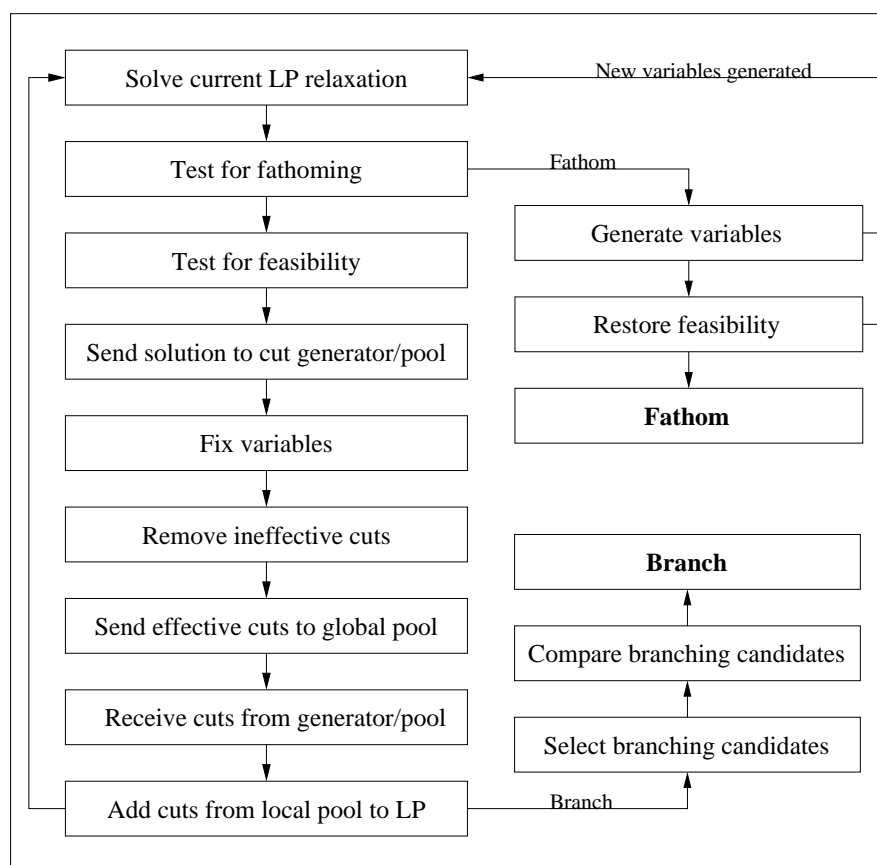 Solve current LP relaxation
New variables generated
Test for fathoming
Fathom
Generate variables
Test for feasibility
Restore feasibility
Send solution to cut generator/pool
Fathom
Fix variables
Remove ineffective cuts
Branch
Send effective cuts to global pool
Compare branching candidates
Receive cuts from generator/pool
Select branching candidates
Add cuts from local pool to LP
Branch